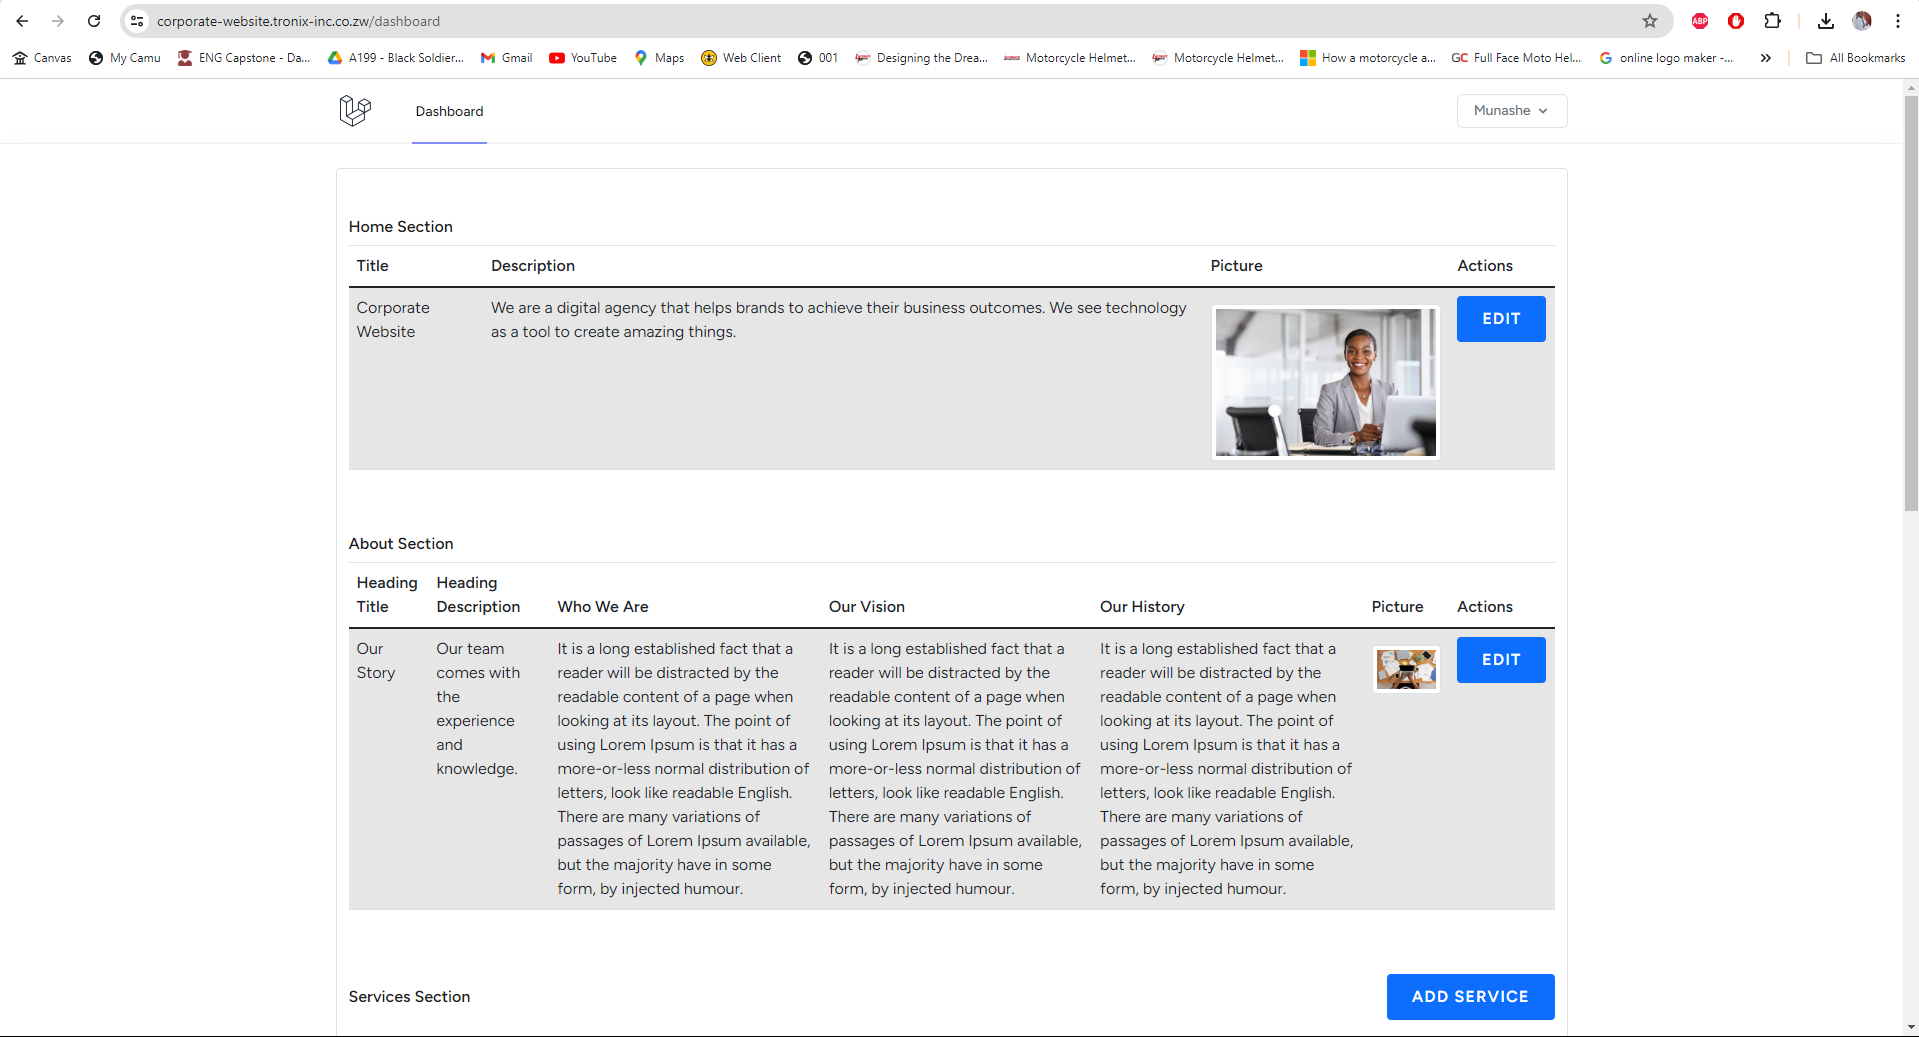 corporate-website.tronix-inc.co.zw/dashboard
ABP
Canvas My Camu ENG Capstone - Da... A199 - Black Soldier... Gmail YouTube Maps Web Client 001 Designing the Drea... Motorcycle Helmet... Motorcycle Helmet... How a motorcycle a... GC Full Face Moto Hel... online logo maker -... All Bookmarks
Dashboard Munashe
Home Section
Title Description Picture Actions
Corporate Website
We are a digital agency that helps brands to achieve their business outcomes. We see technology
as a tool to create amazing things.
EDIT
About Section
Heading Title
Heading Description
Who We Are
Our Vision
Our History
Picture
Actions
Our
Story
Our team
comes with
the
experience
and
knowledge.
It is a long established fact that a
reader will be distracted by the
readable content of a page when
looking at its layout. The point of
using Lorem Ipsum is that it has a
more-or-less normal distribution of
letters, look like readable English.
There are many variations of
passages of Lorem Ipsum available,
but the majority have in some
form, by injected humour.
It is a long established fact that a
reader will be distracted by the
readable content of a page when
looking at its layout. The point of
using Lorem Ipsum is that it has a
more-or-less normal distribution of
letters, look like readable English.
There are many variations of
passages of Lorem Ipsum available,
but the majority have in some
form, by injected humour.
It is a long established fact that a
reader will be distracted by the
readable content of a page when
looking at its layout. The point of
using Lorem Ipsum is that it has a
more-or-less normal distribution of
letters, look like readable English.
There are many variations of
passages of Lorem Ipsum available,
but the majority have in some
form, by injected humour.
EDIT
Services Section
ADD SERVICE